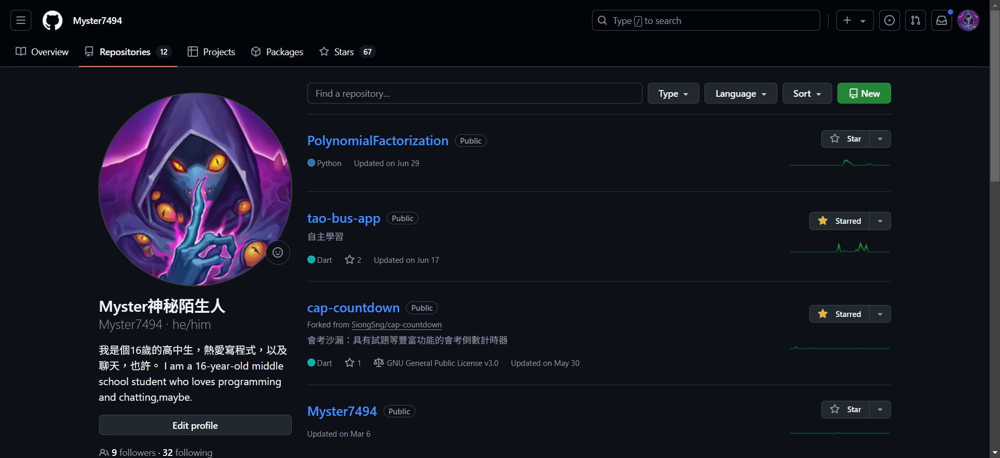 Myster7494
Type / to search
Overview
Repositories 12
Projects
Packages
Stars 67
Find a repository...
Type
Language
Sort
New
PolynomialFactorization Public
Star
Python Updated on Jun 29
tao-bus-app Public
Starred
自主學習
Dart 2 Updated on Jun 17
cap-countdown Public
Starred
Forked from SiongSng/cap-countdown
會考沙漏：具有試題等豐富功能的會考倒數計時器
Dart 1 GNU General Public License v3.0 Updated on May 30
Myster7494 Public
Star
Updated on Mar 6
Myster神秘陌生人
Myster7494 · he/him
我是個16歲的高中生，熱愛寫程式，以及
聊天，也許。 I am a 16-year-old middle
school student who loves programming
and chatting,maybe.
Edit profile
9 followers · 32 following